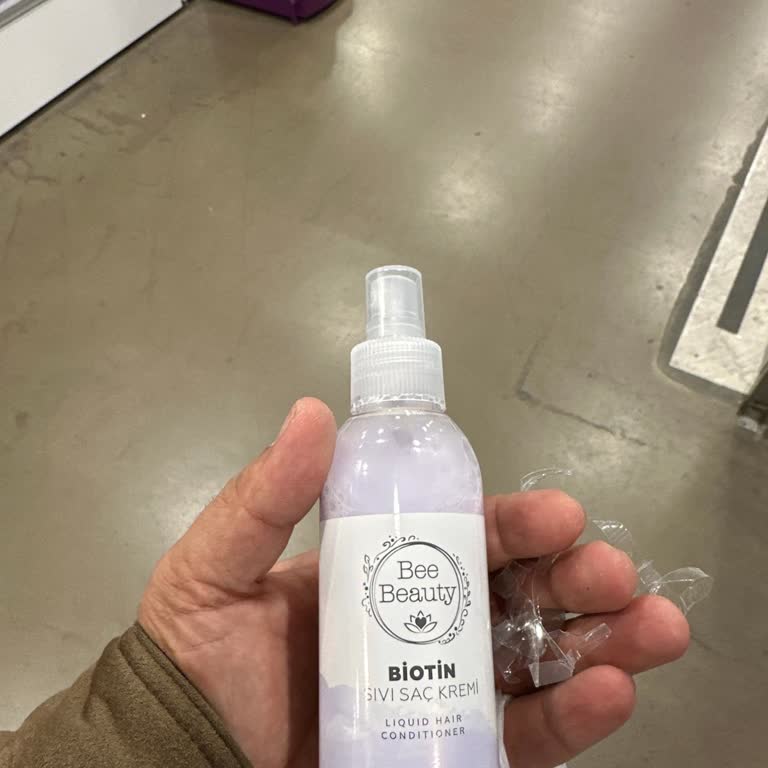 Bee
Beauty
BİOTİN
SIVI SAÇ KREMİ
LIQUID HAIR
CONDITIONER